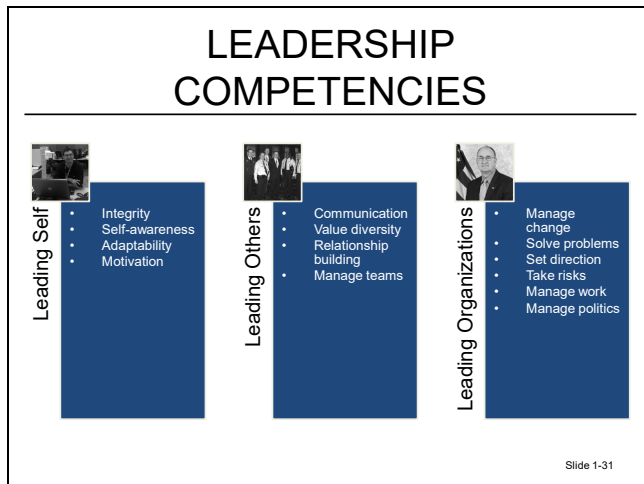 LEADERSHIP
COMPETENCIES
Leading Self
• Integrity
• Self-awareness
• Adaptability
• Motivation
Leading Others
• Communication
• Value diversity
• Relationship
building
• Manage teams
Leading Organizations
• Manage
change
• Solve problems
• Set direction
• Take risks
• Manage work
• Manage politics
Slide 1-31